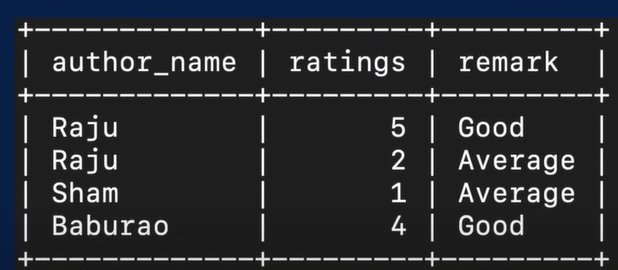 +--------------+---------+---------+
| author_name | ratings | remark |
+--------------+---------+---------+
| Raju | 5 | Good |
| Raju | 2 | Average |
| Sham | 1 | Average |
| Baburao | 4 | Good |
+--------------+---------+---------+